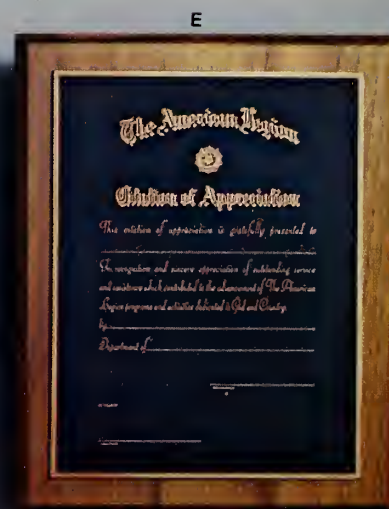 E
The American Legion
Citation of Appreciation
This citation of appreciation is gratefully presented to
In recognition and sincere appreciation of outstanding service
and assistance which contributed to the advancement of The American
Legion programs and activities dedicated to God and Country.
by
Department of